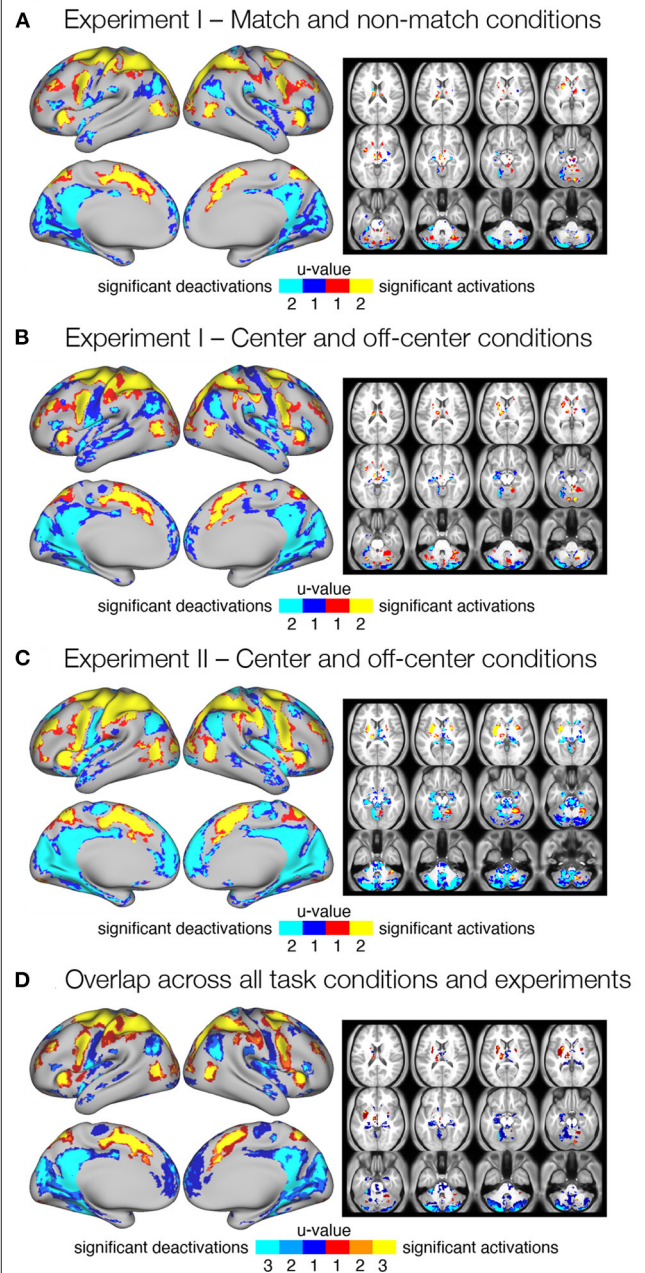 A Experiment I – Match and non-match conditions
u-value
significant deactivations significant activations
2 1 1 2
B Experiment I – Center and off-center conditions
u-value
significant deactivations significant activations
2 1 1 2
C Experiment II – Center and off-center conditions
u-value
significant deactivations significant activations
2 1 1 2
D Overlap across all task conditions and experiments
u-value
significant deactivations significant activations
3 2 1 1 2 3